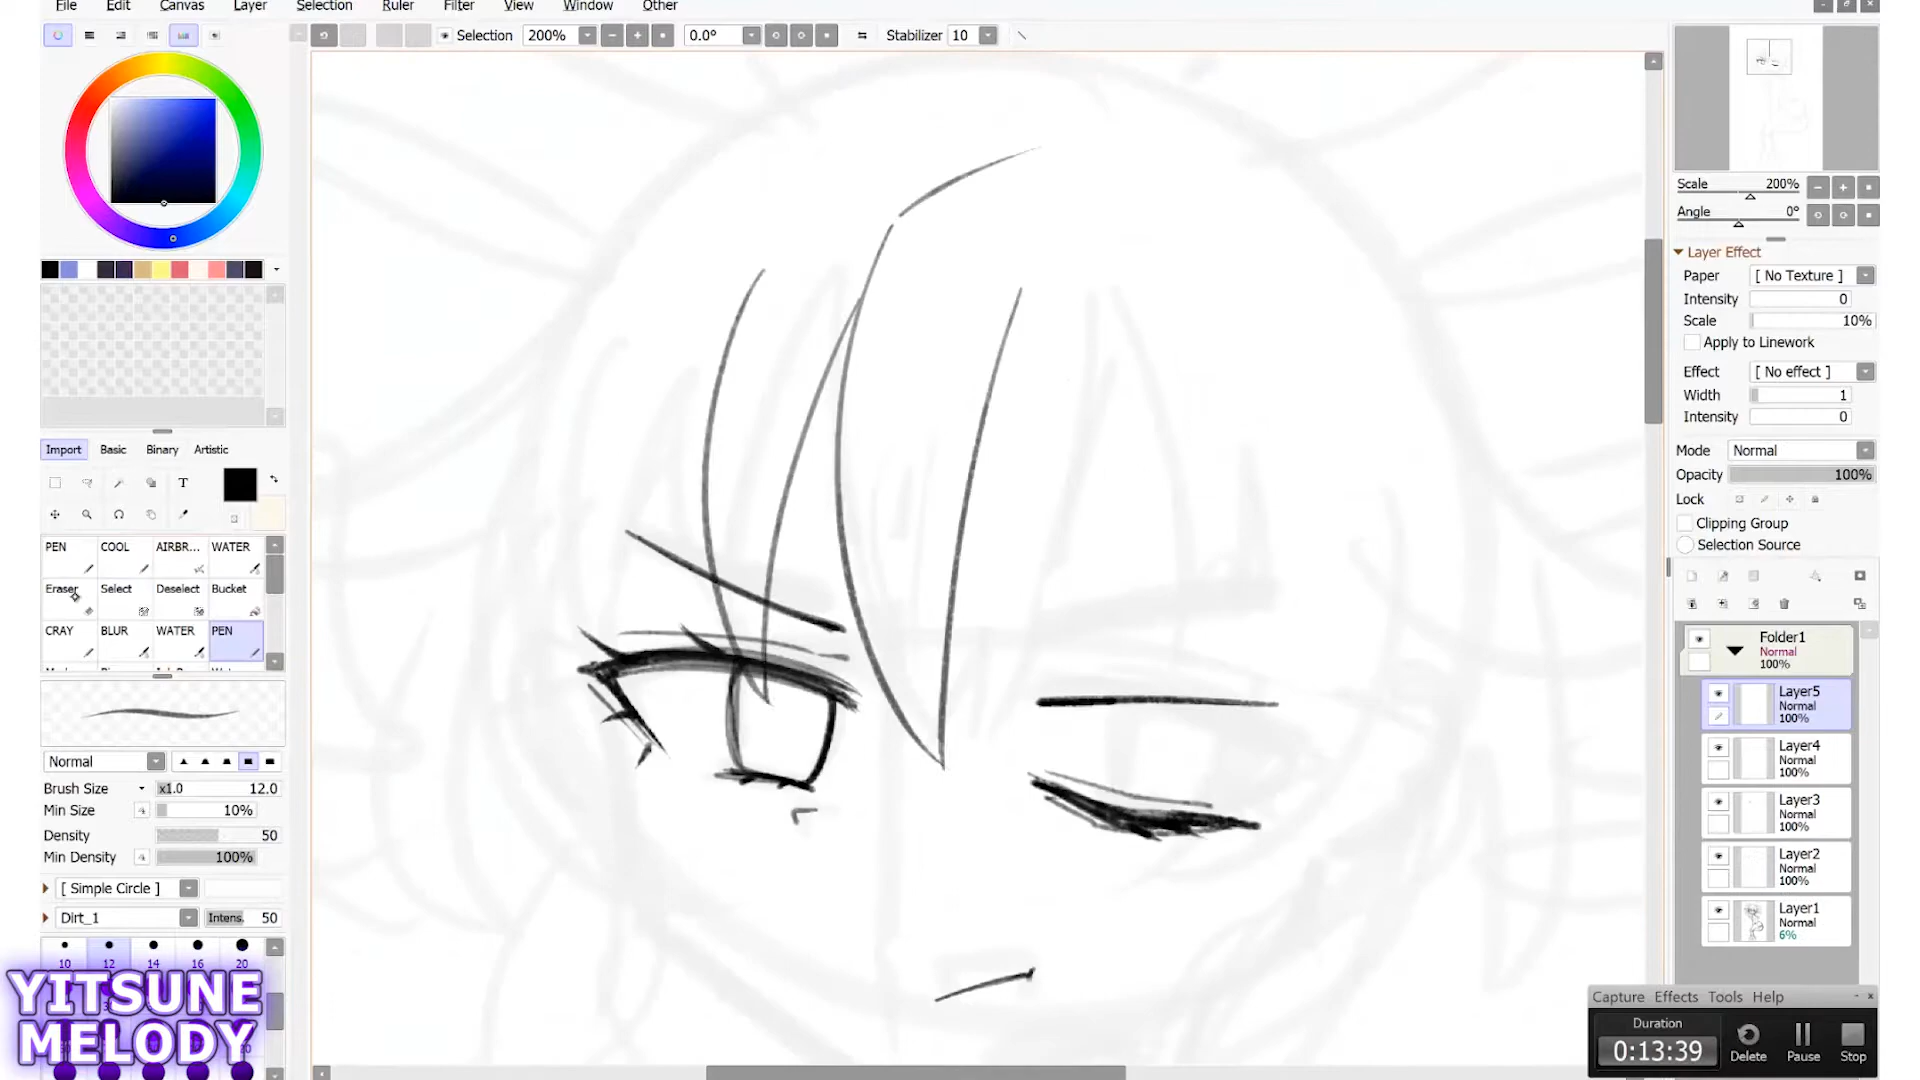 File Edit Canvas Layer Selection Ruler Filter View Window Other
Selection 200% 0.0° Stabilizer 10
Scale 200%
Angle 0°
Layer Effect
Paper [ No Texture ]
Intensity 0
Scale 10%
Apply to Linework
Effect [ No effect ]
Width 1
Intensity 0
Mode Normal
Opacity 100%
Lock
Clipping Group
Selection Source
Folder1
Normal
100%
Layer5
Normal
100%
Layer4
Normal
100%
Layer3
Normal
100%
Layer2
Normal
100%
Layer1
Normal
6%
Import Basic Binary Artistic
T
PEN COOL AIRBR... WATER
Eraser Select Deselect Bucket
CRAY BLUR WATER PEN
Normal
Brush Size x1.0 12.0
Min Size 10%
Density 50
Min Density 100%
[ Simple Circle ]
Dirt_1 Intens. 50
10 12 14 16 20
YITSUNE
MELODY
Capture Effects Tools Help
Duration
0:13:39
Delete Pause Stop